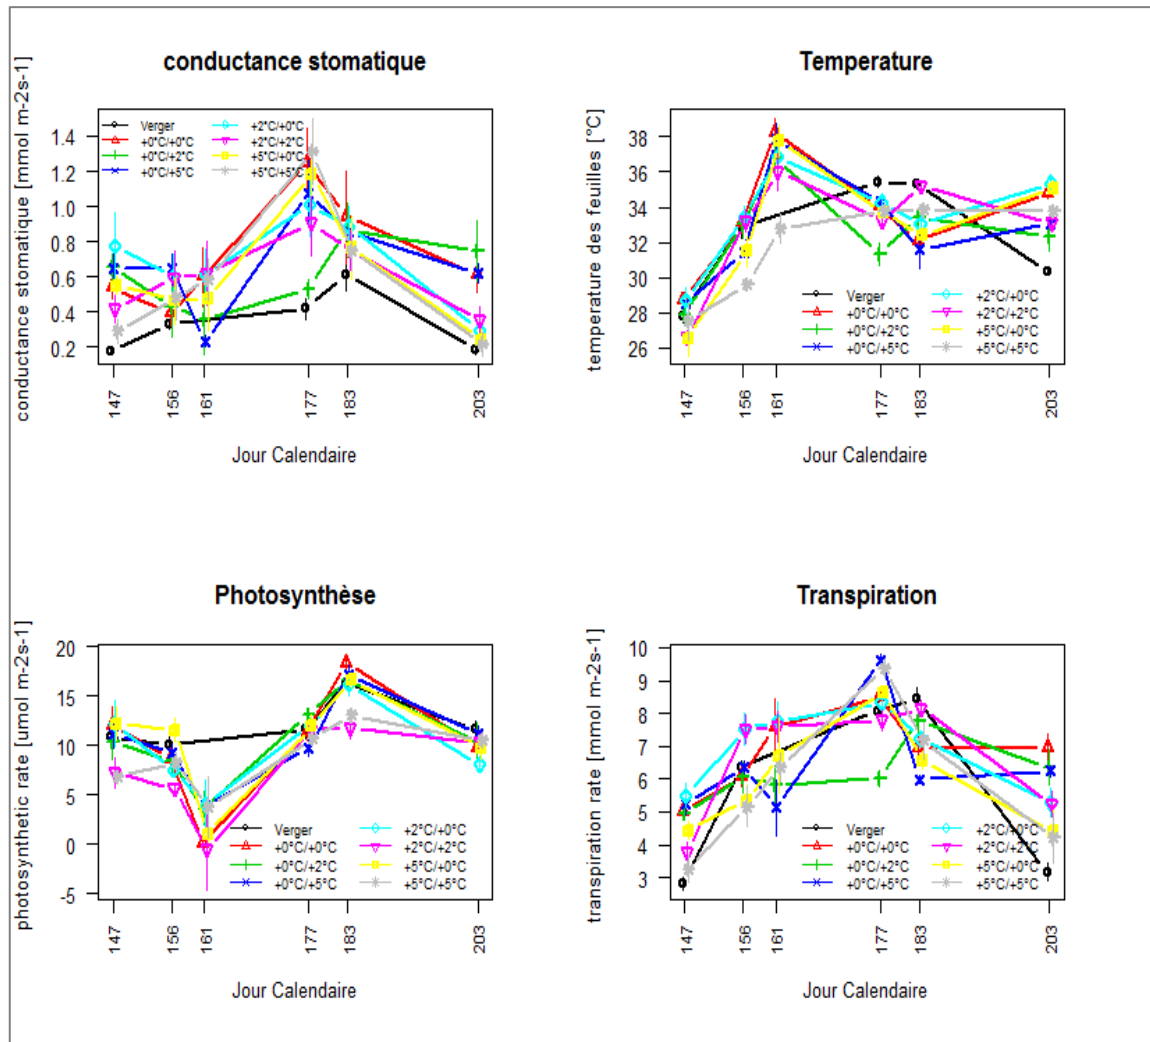 conductance stomatique
conductance stomatique [mmol m-2s-1]
1.4
1.2
1.0
0.8
0.6
0.4
0.2
Verger
+0°C/+0°C
+0°C/+2°C
+0°C/+5°C
+2°C/+0°C
+2°C/+2°C
+5°C/+0°C
+5°C/+5°C
147
156
161
177
183
203
Jour Calendaire
Temperature
temperature des feuilles [°C]
38
36
34
32
30
28
26
Verger
+0°C/+0°C
+0°C/+2°C
+0°C/+5°C
+2°C/+0°C
+2°C/+2°C
+5°C/+0°C
+5°C/+5°C
147
156
161
177
183
203
Jour Calendaire
Photosynthèse
photosynthetic rate [umol m-2s-1]
20
15
10
5
0
-5
Verger
+0°C/+0°C
+0°C/+2°C
+0°C/+5°C
+2°C/+0°C
+2°C/+2°C
+5°C/+0°C
+5°C/+5°C
147
156
161
177
183
203
Jour Calendaire
Transpiration
transpiration rate [mmol m-2s-1]
10
9
8
7
6
5
4
3
Verger
+0°C/+0°C
+0°C/+2°C
+0°C/+5°C
+2°C/+0°C
+2°C/+2°C
+5°C/+0°C
+5°C/+5°C
147
156
161
177
183
203
Jour Calendaire